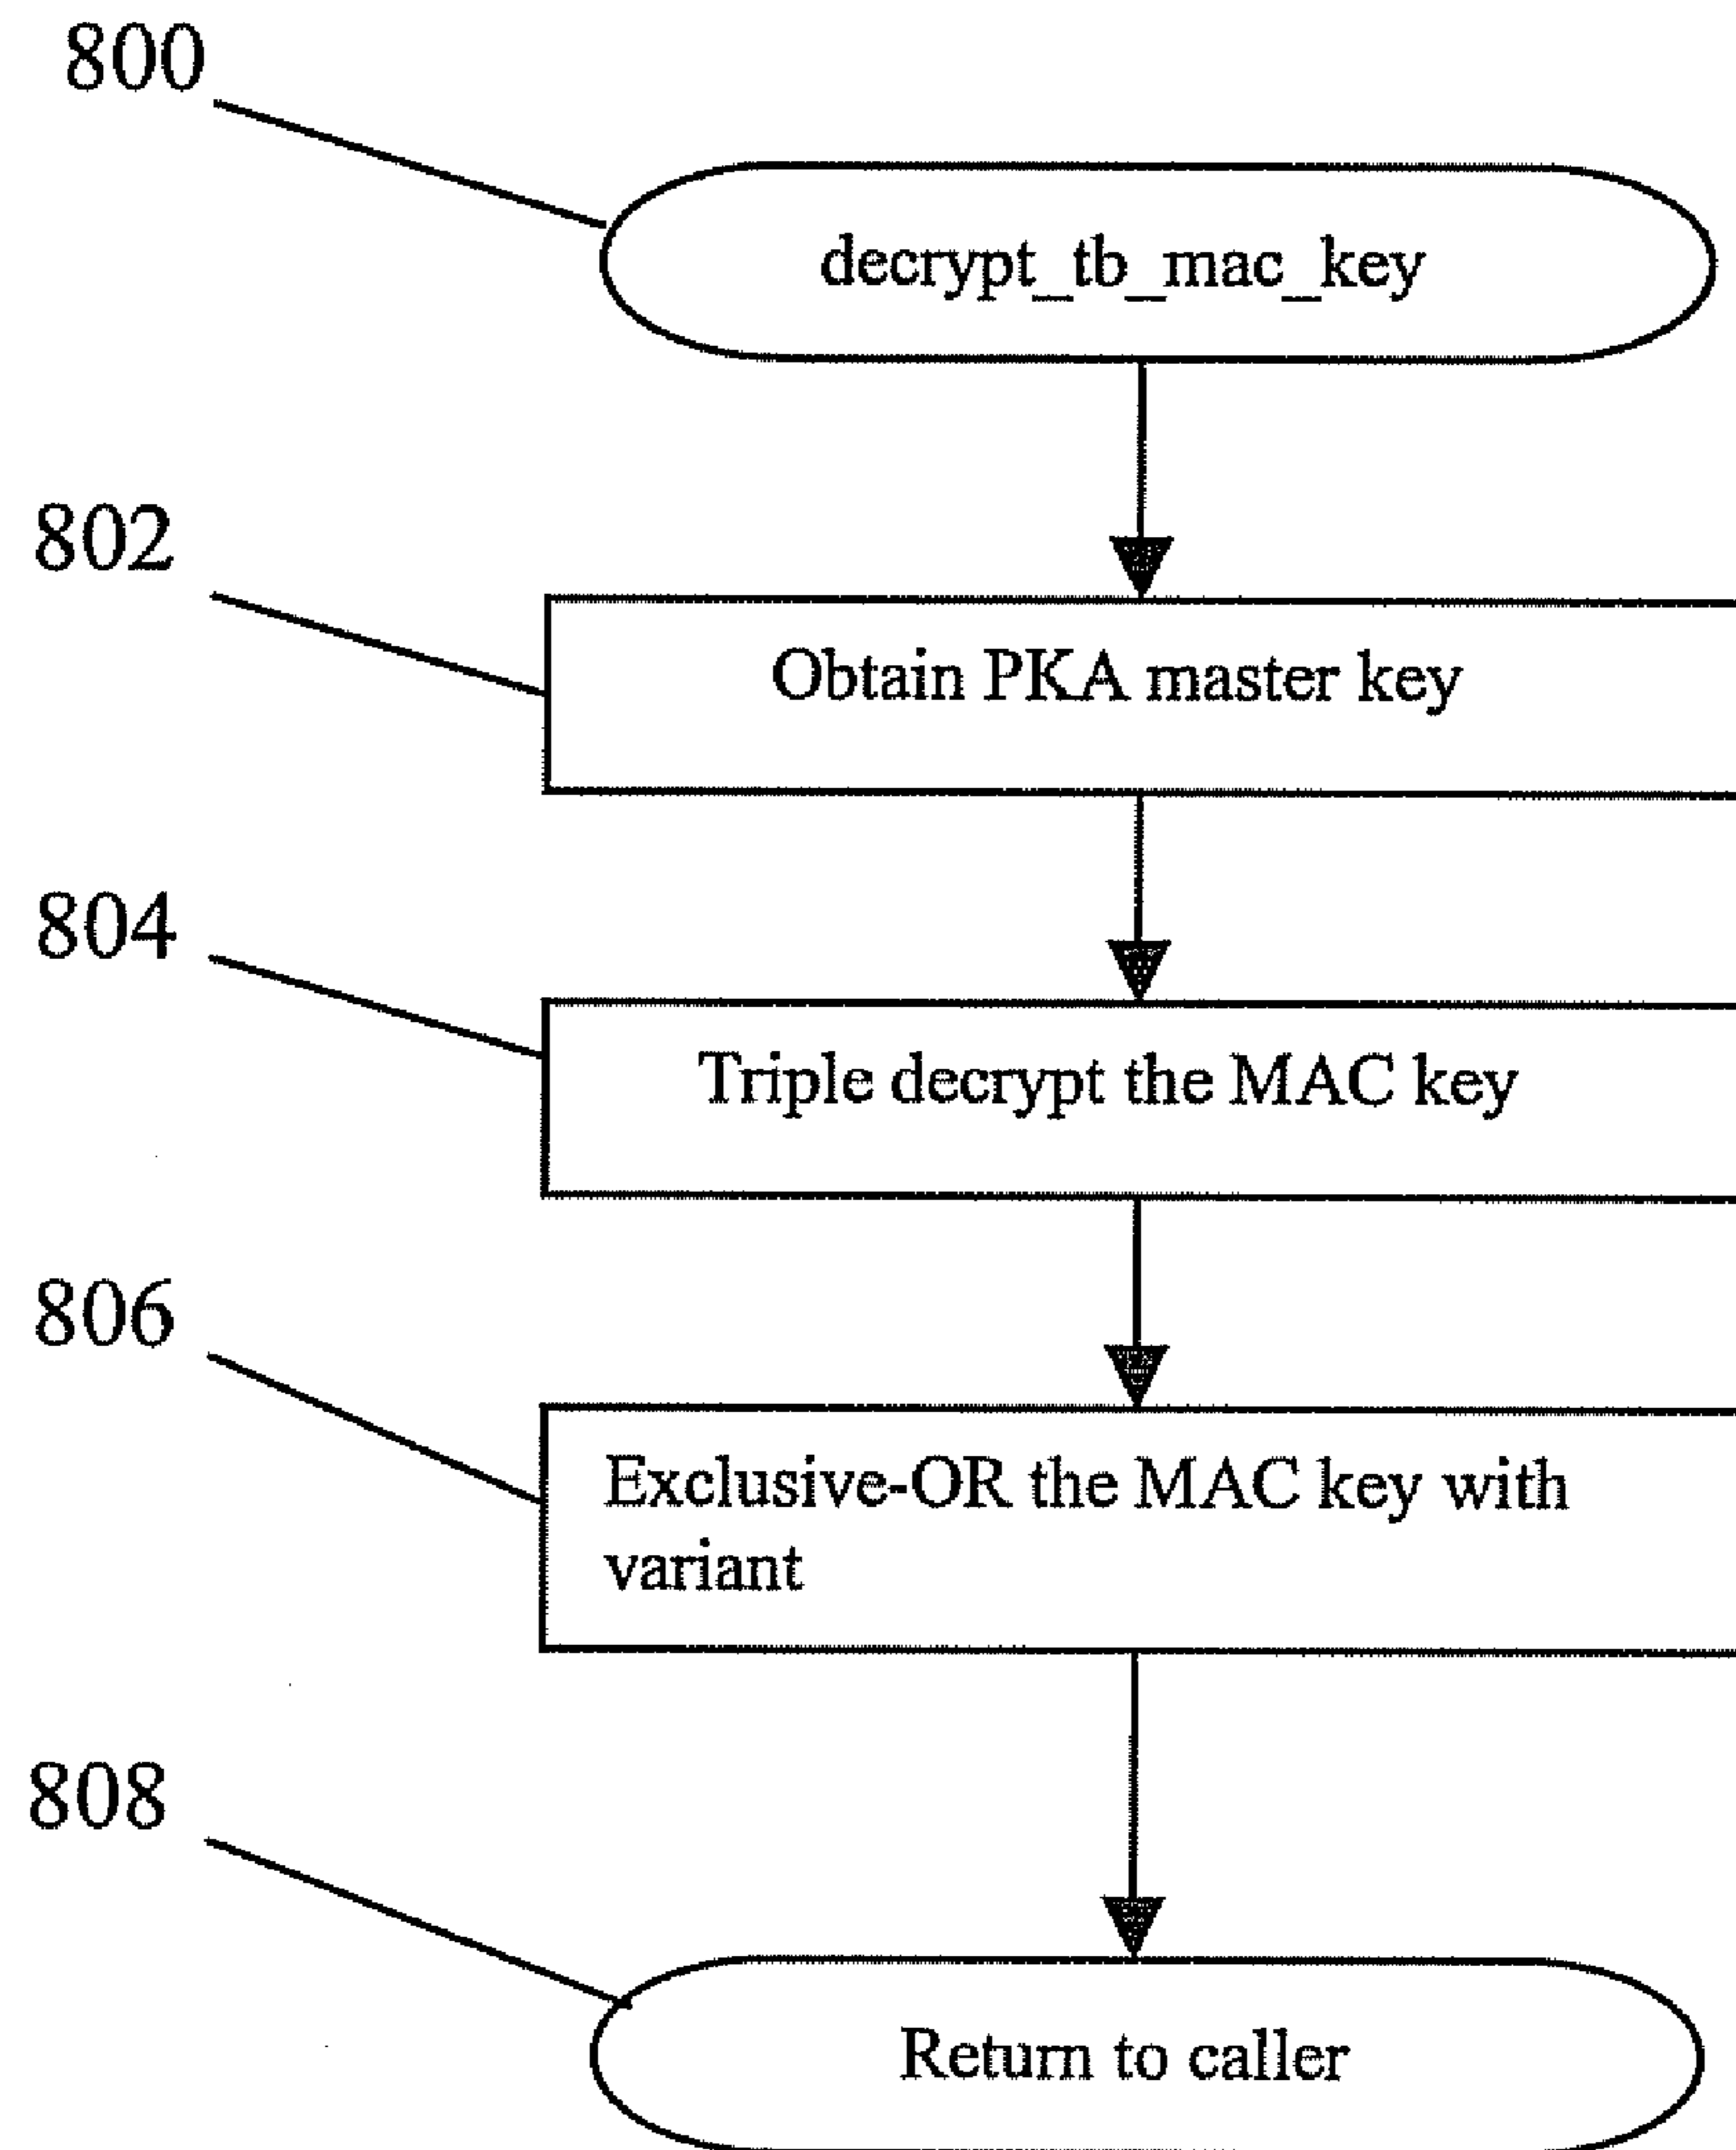 800
decrypt_tb_mac_key
802
Obtain PKA master key
804
Triple decrypt the MAC key
806
Exclusive-OR the MAC key with
variant
808
Return to caller